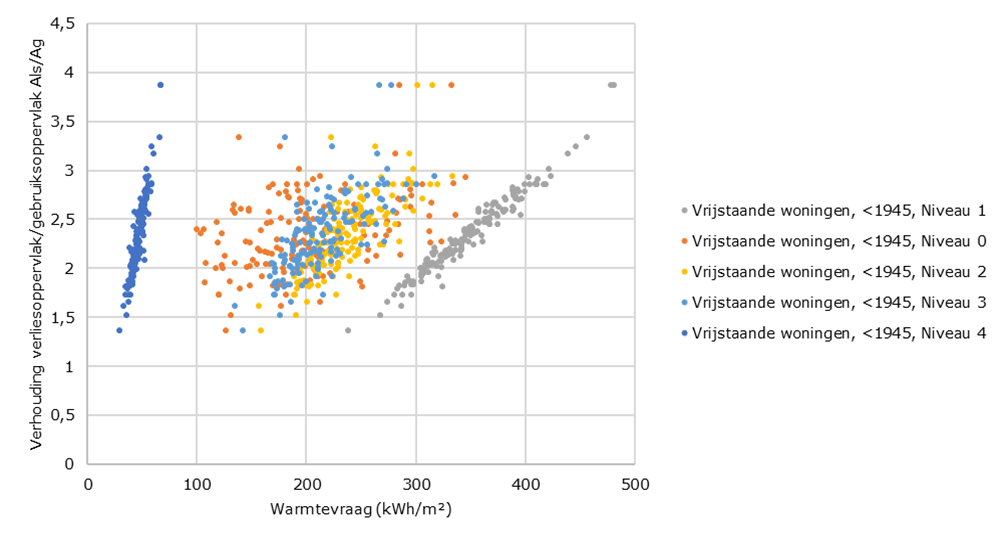 Verhouding verliesoppervlak/gebruiksoppervlak Als/Ag
4,5
4
3,5
3
2,5
2
1,5
1
0,5
0
0 100 200 300 400 500
Warmtevraag (kWh/m²)
Vrijstaande woningen, <1945, Niveau 1
Vrijstaande woningen, <1945, Niveau 0
Vrijstaande woningen, <1945, Niveau 2
Vrijstaande woningen, <1945, Niveau 3
Vrijstaande woningen, <1945, Niveau 4